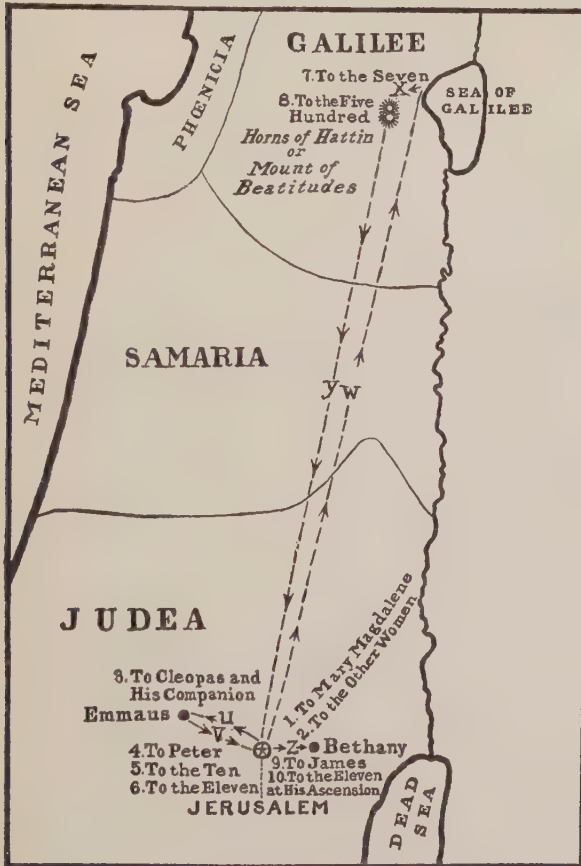 GALILEE
PHŒNICIA
MEDITERRANEAN SEA
7. To the Seven
X
SEA OF
GALILEE
8. To the Five
Hundred
8
Horns of Hattin
or
Mount of
Beatitudes
SAMARIA
y w
JUDEA
1. To Mary Magdalene
2. To the Other Women
3. To Cleopas and
His Companion
Emmaus
u
V
Z
Bethany
4. To Peter
5. To the Ten
6. To the Eleven
9. To James
10. To the Eleven
at His Ascension
JERUSALEM
DEAD
SEA